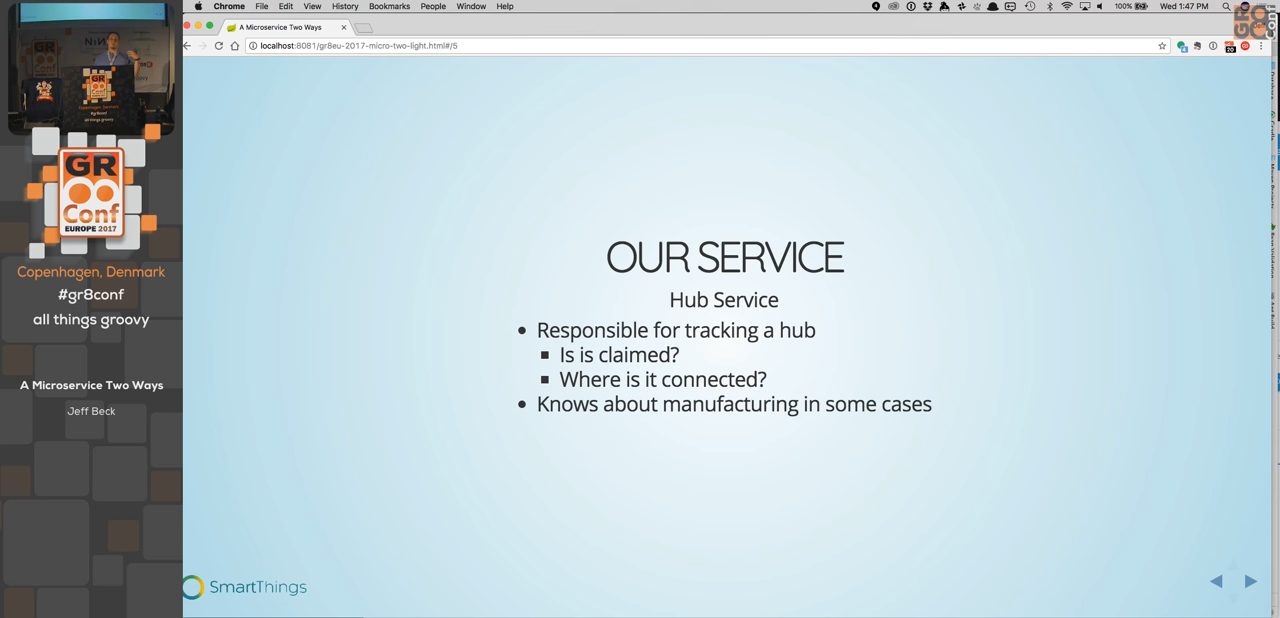 Chrome File Edit View History Bookmarks People Window Help
100% Wed 1:47 PM
A Microservice Two Ways
localhost:8081/gr8eu-2017-micro-two-light.html#/5
20
GR
Conf
EUROPE 2017
Copenhagen, Denmark
#gr8conf
all things groovy
A Microservice Two Ways
Jeff Beck
OUR SERVICE
Hub Service
Responsible for tracking a hub
Is is claimed?
Where is it connected?
Knows about manufacturing in some cases
SmartThings